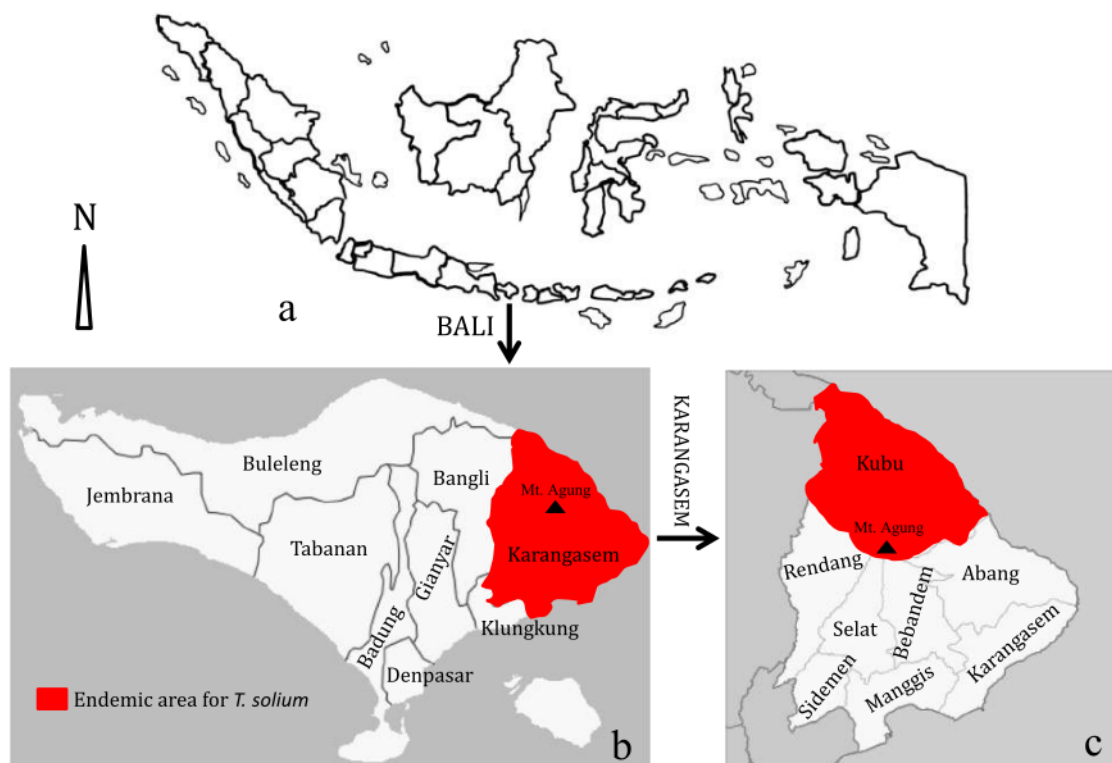 N
a
BALI
Buleleng
Jembrana
Bangli
Mt. Agung
Tabanan
Gianyar
Karangasem
Badung
Klungkung
Denpasar
Endemic area for T. solium
b
KARANGASEM
Kubu
Mt. Agung
Rendang
Abang
Bebandem
Selat
Karangasem
Sidemen
Manggis
c